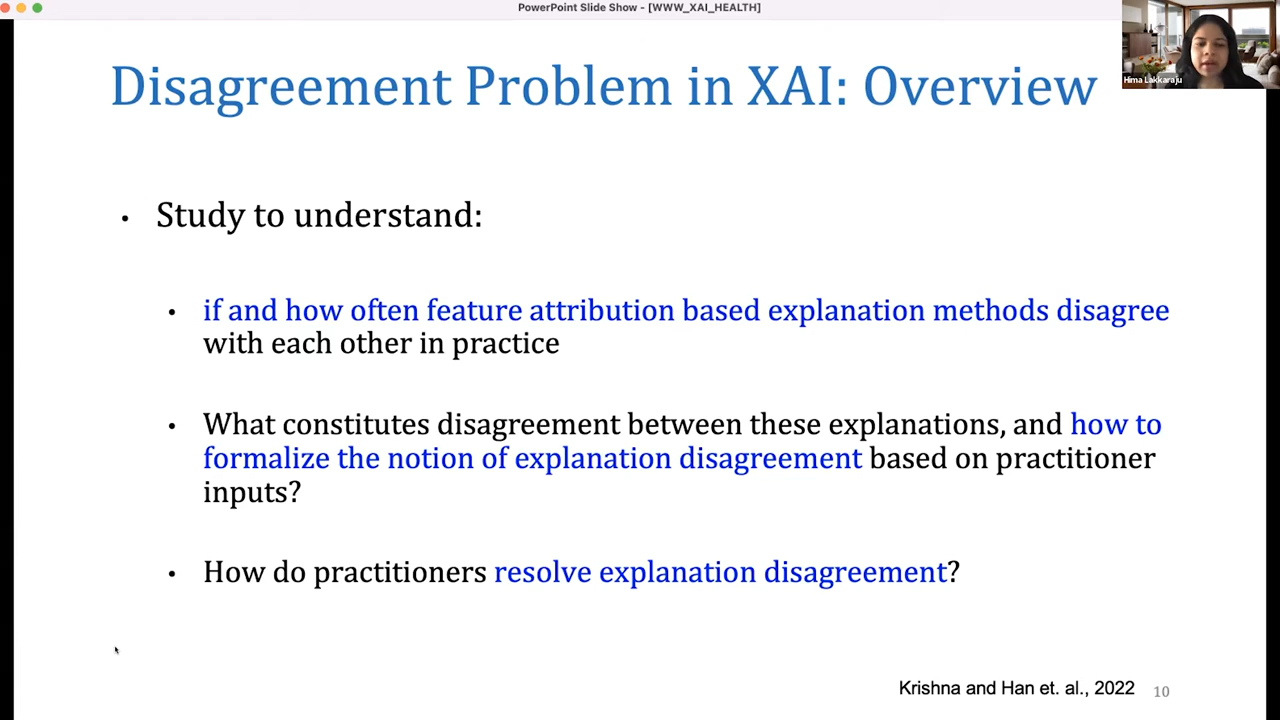 PowerPoint Slide Show - [WWW_XAI_HEALTH]
Hima Lakkaraju
Disagreement Problem in XAI: Overview
• Study to understand:
• if and how often feature attribution based explanation methods disagree
with each other in practice
• What constitutes disagreement between these explanations, and how to
formalize the notion of explanation disagreement based on practitioner
inputs?
• How do practitioners resolve explanation disagreement?
Krishna and Han et. al., 2022 10